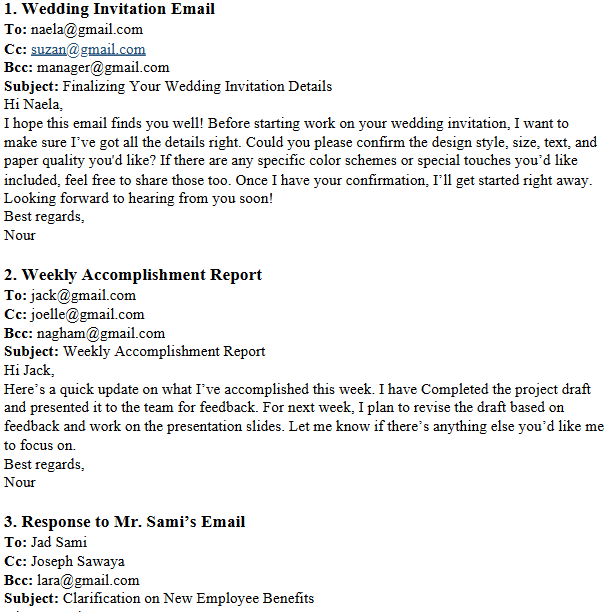 1. Wedding Invitation Email
To: naela@gmail.com
Cc: suzan@gmail.com
Bcc: manager@gmail.com
Subject: Finalizing Your Wedding Invitation Details
Hi Naela,
I hope this email finds you well! Before starting work on your wedding invitation, I want to
make sure I’ve got all the details right. Could you please confirm the design style, size, text, and
paper quality you'd like? If there are any specific color schemes or special touches you’d like
included, feel free to share those too. Once I have your confirmation, I’ll get started right away.
Looking forward to hearing from you soon!
Best regards,
Nour
2. Weekly Accomplishment Report
To: jack@gmail.com
Cc: joelle@gmail.com
Bcc: nagham@gmail.com
Subject: Weekly Accomplishment Report
Hi Jack,
Here’s a quick update on what I’ve accomplished this week. I have Completed the project draft
and presented it to the team for feedback. For next week, I plan to revise the draft based on
feedback and work on the presentation slides. Let me know if there’s anything else you’d like me
to focus on.
Best regards,
Nour
3. Response to Mr. Sami’s Email
To: Jad Sami
Cc: Joseph Sawaya
Bcc: lara@gmail.com
Subject: Clarification on New Employee Benefits